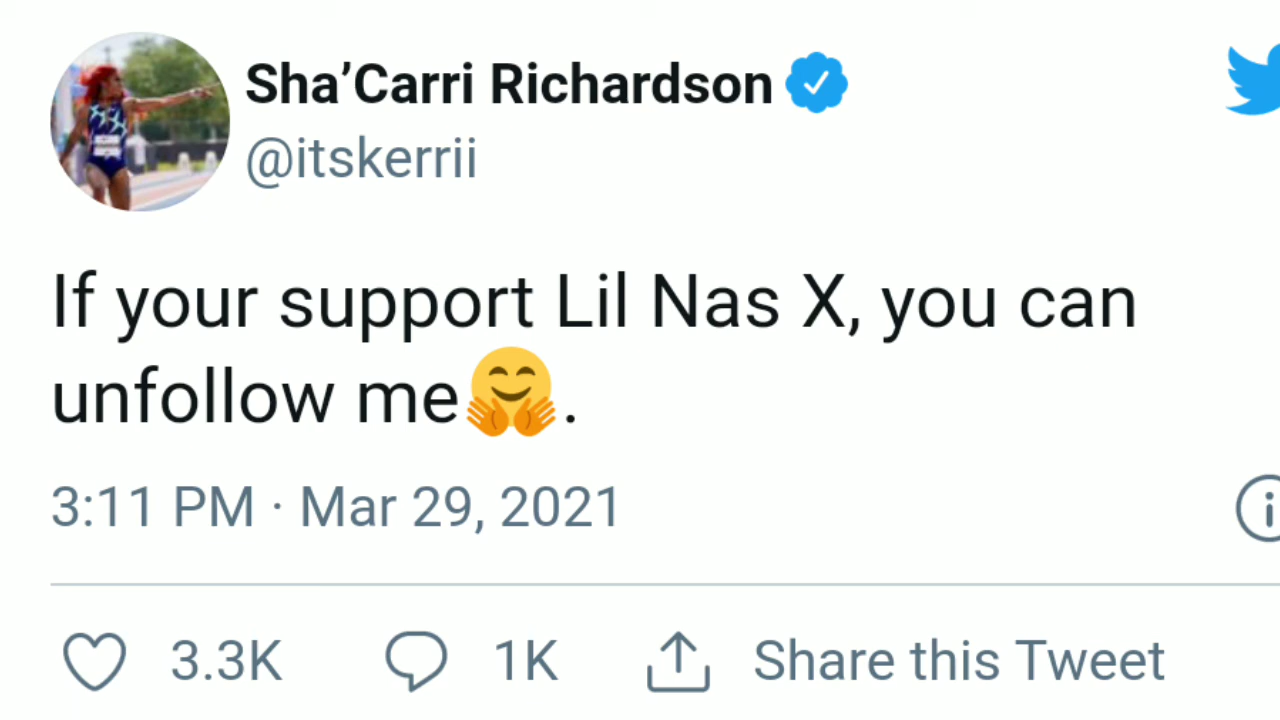 Sha’Carri Richardson
@itskerrii
If your support Lil Nas X, you can
unfollow me🤗.
3:11 PM · Mar 29, 2021
3.3K 1K Share this Tweet